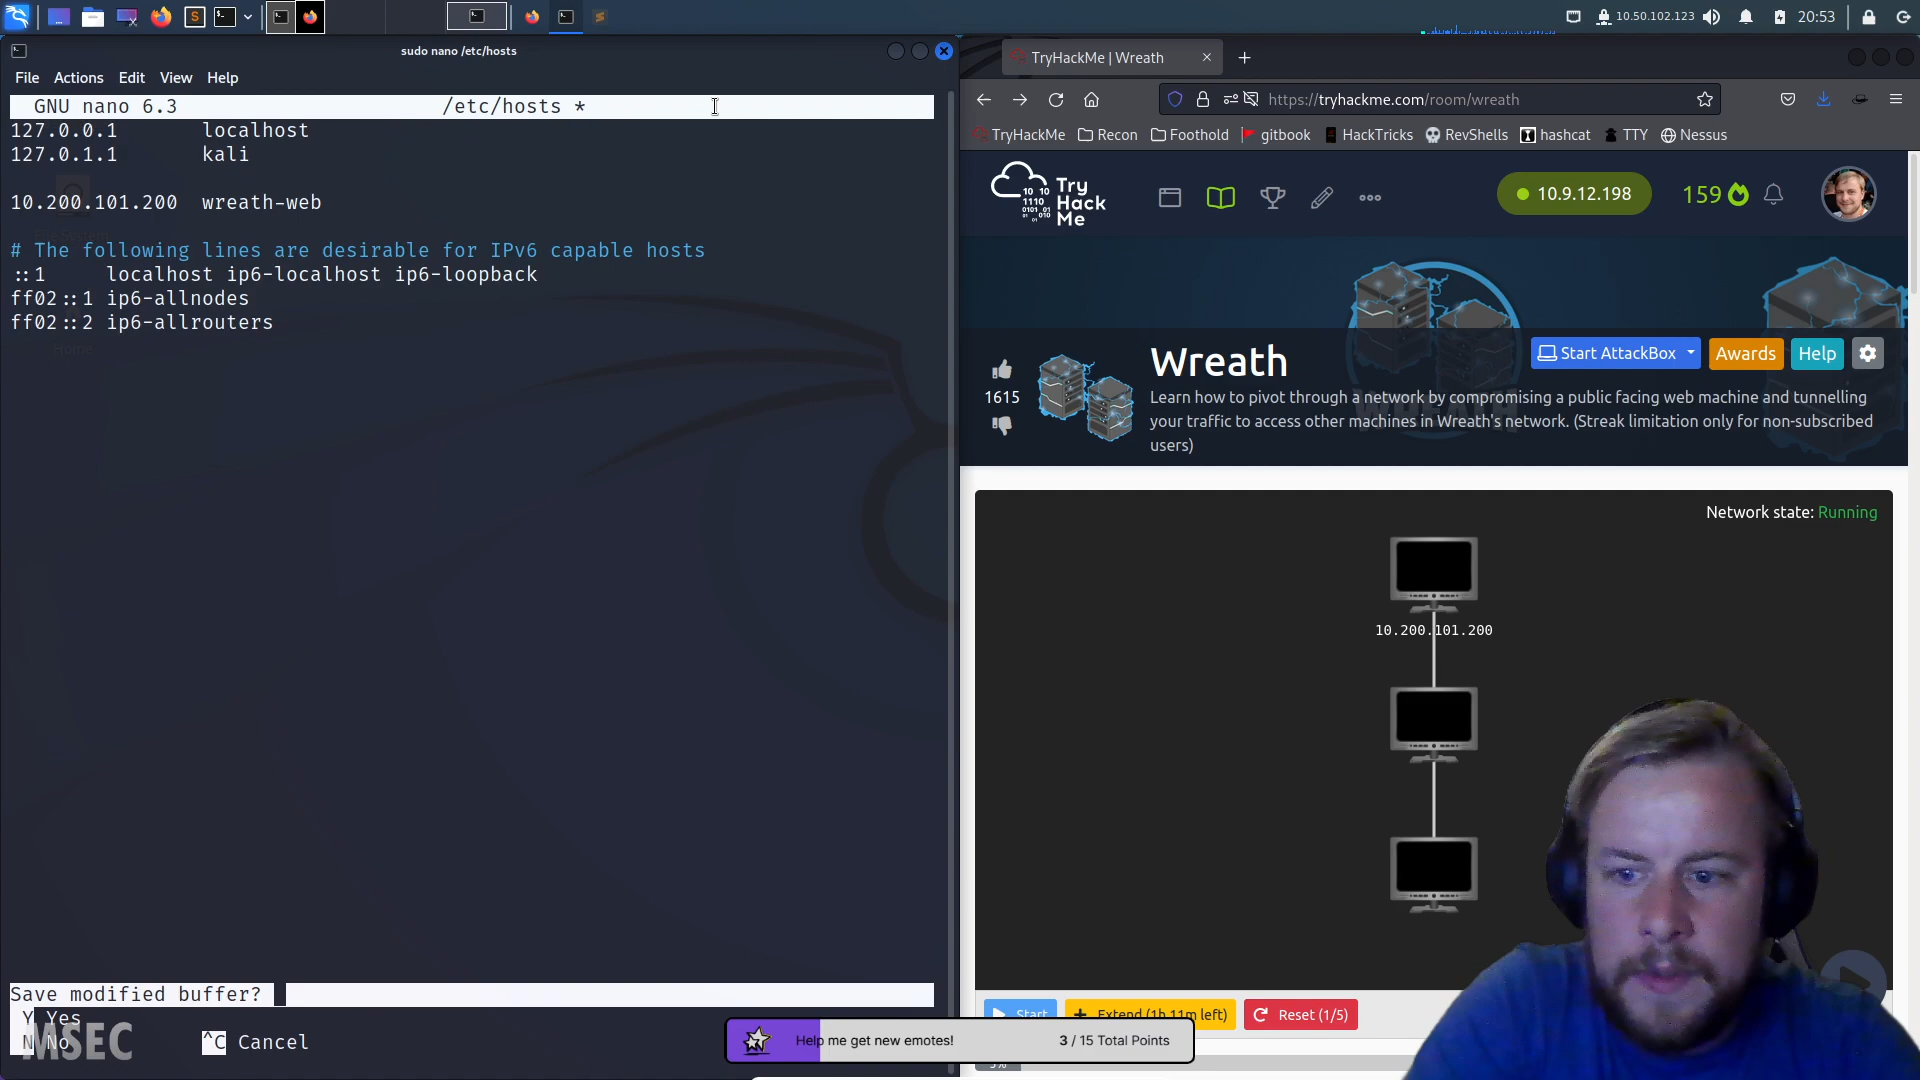 10.50.102.123
20:53
sudo nano /etc/hosts
File Actions Edit View Help
GNU nano 6.3 /etc/hosts *
127.0.0.1 localhost
127.0.1.1 kali
10.200.101.200 wreath-web
# The following lines are desirable for IPv6 capable hosts
::1 localhost ip6-localhost ip6-loopback
ff02::1 ip6-allnodes
ff02::2 ip6-allrouters
Home
Save modified buffer?
Y Yes
N No
^C Cancel
MSEC
TryHackMe | Wreath
https://tryhackme.com/room/wreath
TryHackMe Recon Foothold gitbook HackTricks RevShells hashcat TTY Nessus
Try Hack Me
10.9.12.198
159
Wreath
Start AttackBox
Awards
Help
1615
Learn how to pivot through a network by compromising a public facing web machine and tunnelling
your traffic to access other machines in Wreath's network. (Streak limitation only for non-subscribed
users)
Network state: Running
10.200.101.200
Start
Extend (1h 11m left)
Reset (1/5)
Help me get new emotes!
3 / 15 Total Points